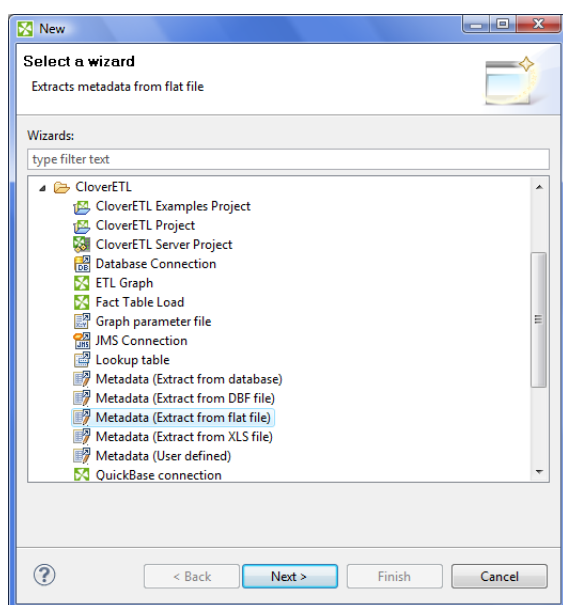 New
Select a wizard
Extracts metadata from flat file
Wizards:
type filter text
CloverETL
CloverETL Examples Project
CloverETL Project
CloverETL Server Project
Database Connection
ETL Graph
Fact Table Load
Graph parameter file
JMS Connection
Lookup table
Metadata (Extract from database)
Metadata (Extract from DBF file)
Metadata (Extract from flat file)
Metadata (Extract from XLS file)
Metadata (User defined)
QuickBase connection
< Back Next > Finish Cancel